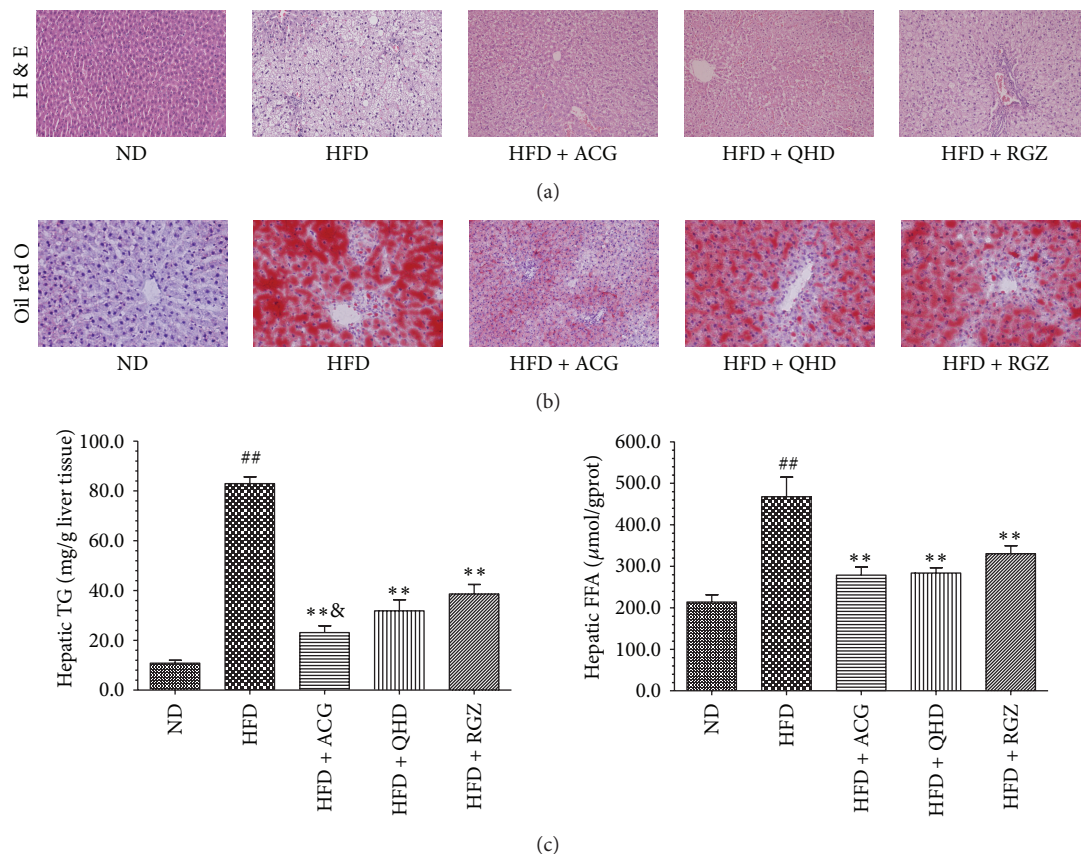 H & E
ND
HFD
HFD + ACG
HFD + QHD
HFD + RGZ
(a)
Oil red O
ND
HFD
HFD + ACG
HFD + QHD
HFD + RGZ
(b)
Hepatic TG (mg/g liver tissue)
100.0
80.0
60.0
40.0
20.0
0.0
##
**&
**
**
ND
HFD
HFD + ACG
HFD + QHD
HFD + RGZ
Hepatic FFA (μmol/gprot)
600.0
500.0
400.0
300.0
200.0
100.0
0.0
##
**
**
**
ND
HFD
HFD + ACG
HFD + QHD
HFD + RGZ
(c)